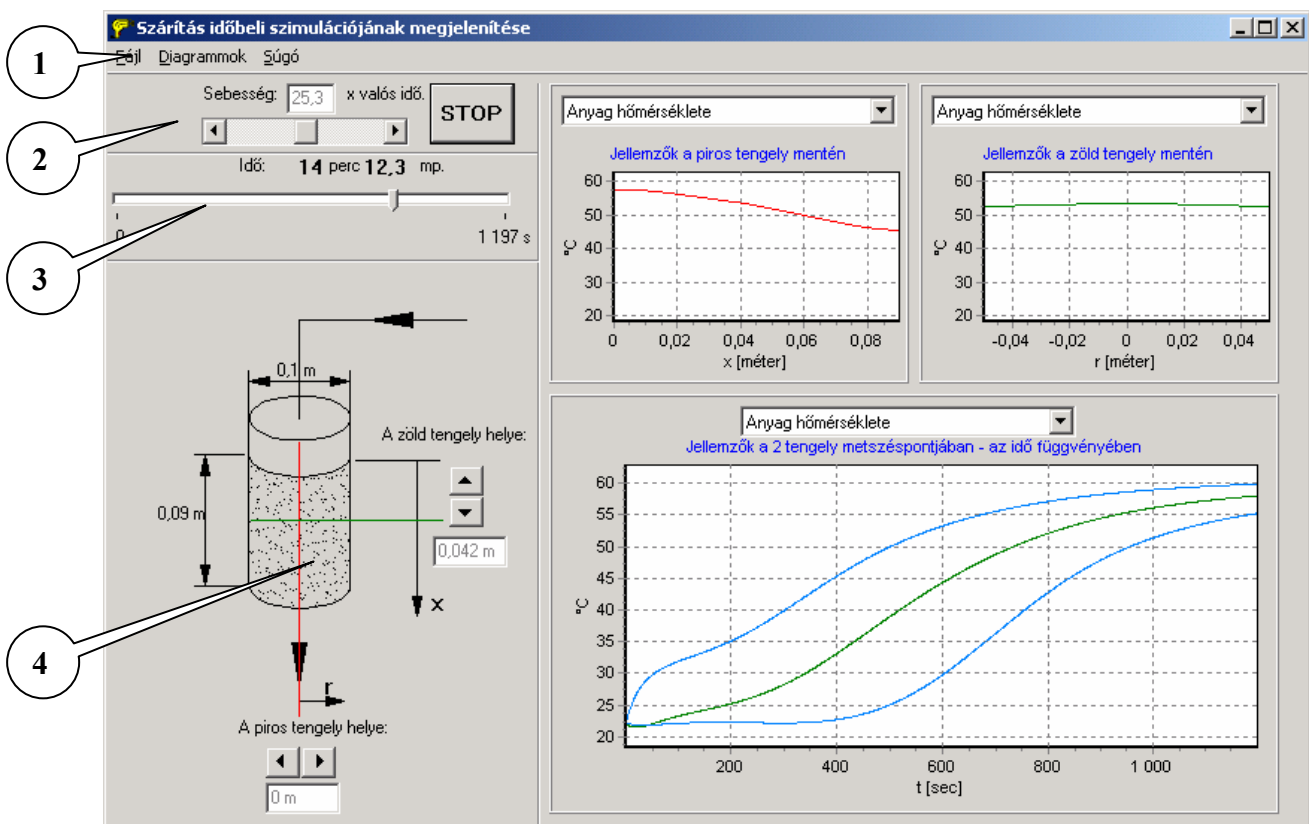 Szárítás időbeli szimulációjának megjelenítése
Fájl Diagrammok Súgó
1
Sebesség: 25,3 x valós idő.
STOP
2
Idő: 14 perc 12,3 mp.
0
1 197 s
3
0,1 m
A zöld tengely helye:
0,09 m
0,042 m
x
4
r
A piros tengely helye:
0 m
Anyag hőmérséklete
Jellemzők a piros tengely mentén
60
50
40
30
20
°C
0 0,02 0,04 0,06 0,08
x [méter]
Anyag hőmérséklete
Jellemzők a zöld tengely mentén
60
50
40
30
20
°C
-0,04 -0,02 0 0,02 0,04
r [méter]
Anyag hőmérséklete
Jellemzők a 2 tengely metszéspontjában - az idő függvényében
60
55
50
45
40
35
30
25
20
°C
200 400 600 800 1 000
t [sec]